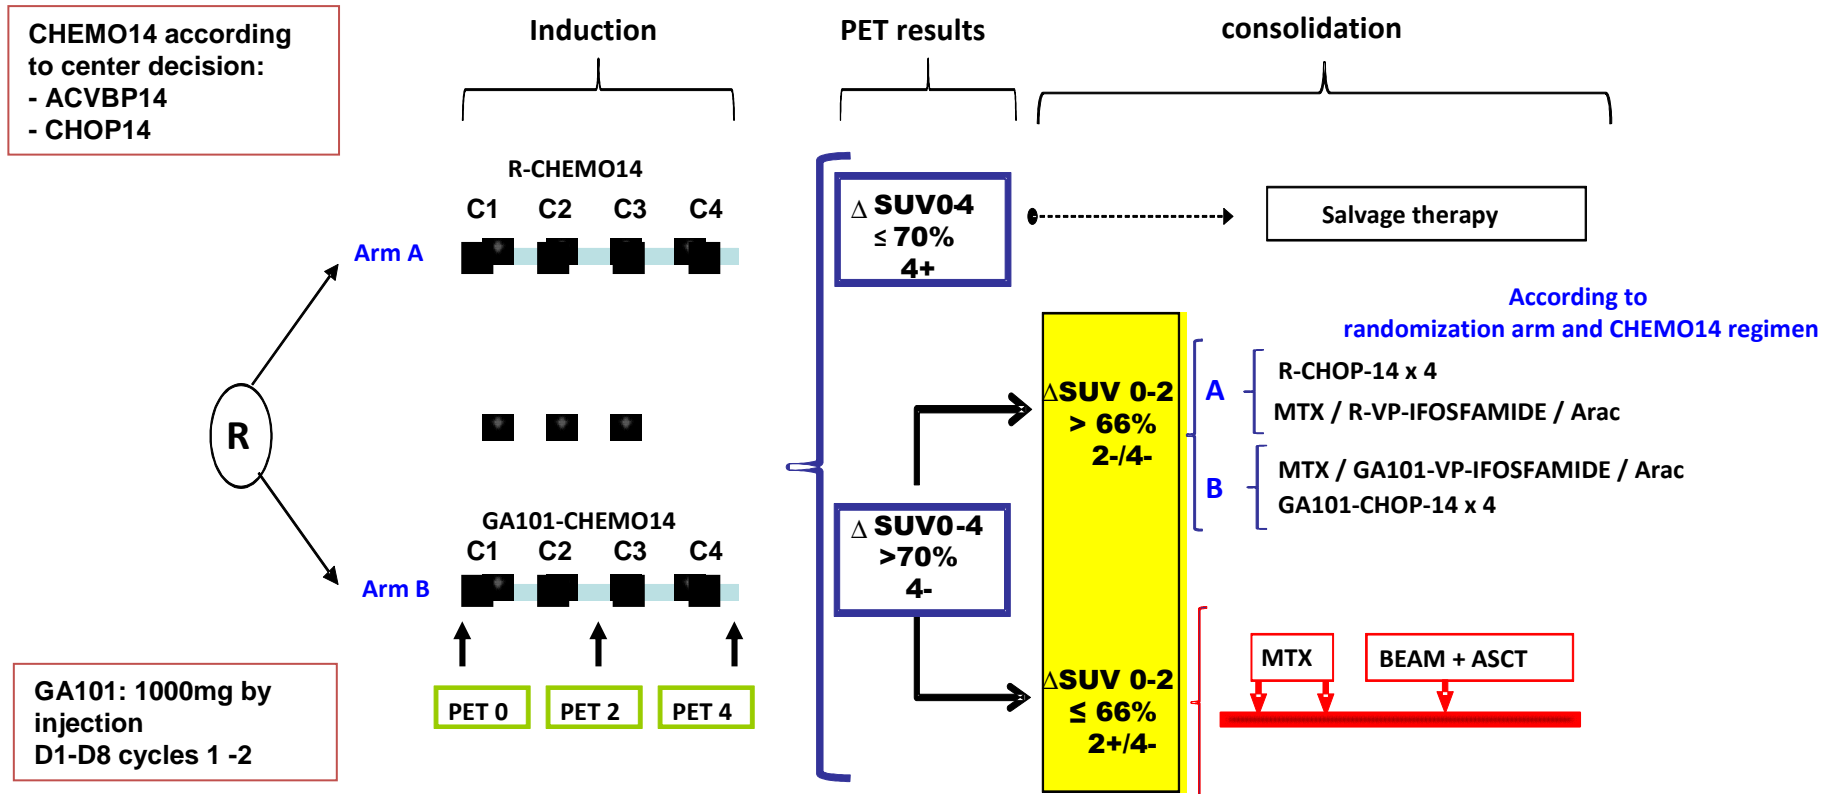 CHEMO14 according
to center decision:
- ACVBP14
- CHOP14
Induction
PET results
consolidation
R-CHEMO14
C1 C2 C3 C4
Arm A
Δ SUV0-4
≤ 70%
4+
Salvage therapy
According to
randomization arm and CHEMO14 regimen
R
ΔSUV 0-2
> 66%
2-/4-
A
R-CHOP-14 x 4
MTX / R-VP-IFOSFAMIDE / Arac
B
MTX / GA101-VP-IFOSFAMIDE / Arac
GA101-CHOP-14 x 4
GA101-CHEMO14
C1 C2 C3 C4
Arm B
Δ SUV0-4
>70%
4-
PET 0
PET 2
PET 4
ΔSUV 0-2
≤ 66%
2+/4-
MTX
BEAM + ASCT
GA101: 1000mg by
injection
D1-D8 cycles 1 -2